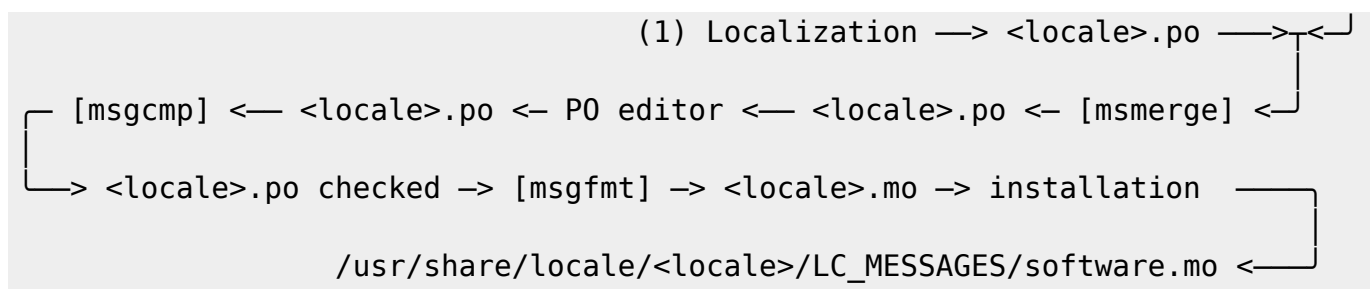 (1) Localization ──> <locale>.po ───>┬<─╯
╭─ [msgcmp] <── <locale>.po <─ PO editor <── <locale>.po <─ [msmerge] <─╯
╰──> <locale>.po checked ─> [msgfmt] ─> <locale>.mo ─> installation ────╮
/usr/share/locale/<locale>/LC_MESSAGES/software.mo <────╯